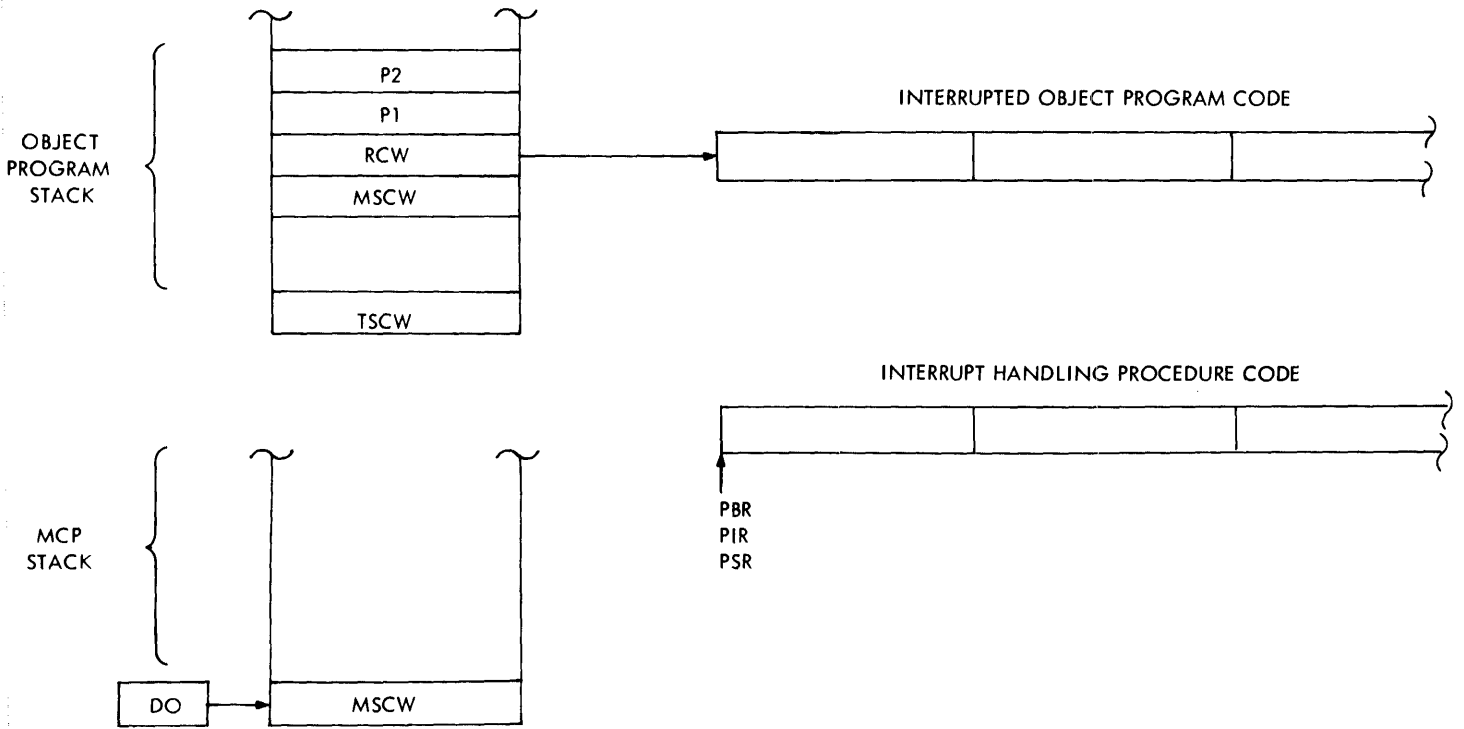 P2
P1
RCW
MSCW
TSCW
OBJECT
PROGRAM
STACK
INTERRUPTED OBJECT PROGRAM CODE
INTERRUPT HANDLING PROCEDURE CODE
PBR
PIR
PSR
MCP
STACK
DO
MSCW